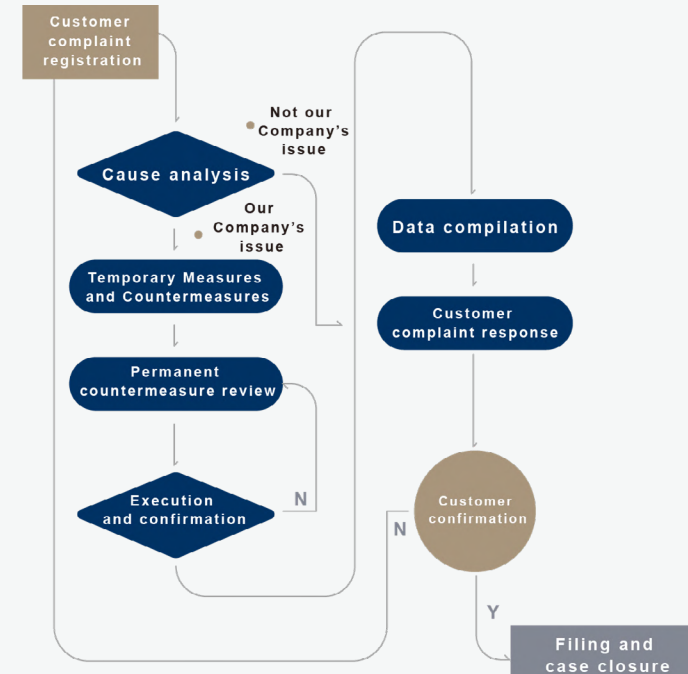 Customer
complaint
registration
Not our
Company's
issue
Cause analysis
Our
Company's
issue
Temporary Measures
and Countermeasures
Permanent
countermeasure review
Execution
and confirmation
N
Data compilation
Customer
complaint response
Customer
confirmation
N
Y
Filing and
case closure